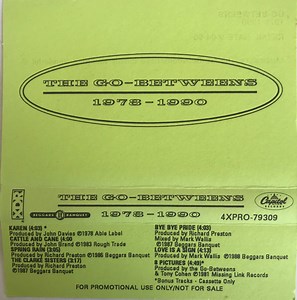 THE GO-BETWEENS
1978-1990
XDR
THE GO-BETWEENS
BEGGARS BANQUET
1978-1990
Capitol
4XPRO-79309
KAREN (4:03) *
Produced by John Davies ©1978 Able Label
CATTLE AND CANE (4:00)
Produced by John Brand ©1983 Rough Trade
SPRING RAIN (3:05)
Produced by Richard Preston ©1986 Beggars Banquet
THE CLARKE SISTERS (3:17)
Produced by Richard Preston
©1987 Beggars Banquet
BYE BYE PRIDE (4:03)
Produced by Richard Preston
Mixed by Mark Wallis
©1987 Beggars Banquet
LOVE IS A SIGN (4:13)
Produced by Mark Wallis ©1988 Beggars Banquet
8 PICTURES (4:49)*
Produced by the Go-Betweens
& Tony Cohen ©1981 Missing Link Records
*Bonus Tracks - Cassette Only
FOR PROMOTIONAL USE ONLY/NOT FOR SALE